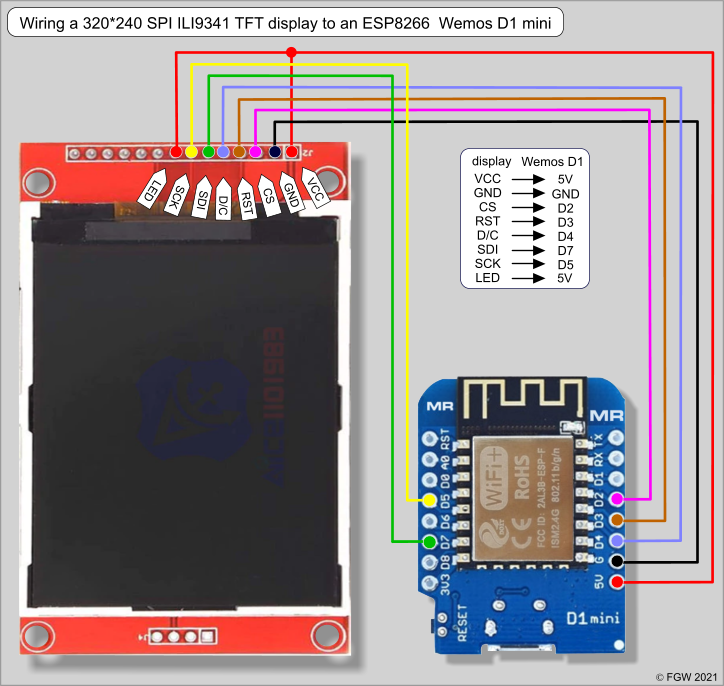 Wiring a 320*240 SPI ILI9341 TFT display to an ESP8266 Wemos D1 mini
J2
LED
SCK
SDI
D/C
RST
CS
GND
VCC
display Wemos D1
VCC 5V
GND GND
CS D2
RST D3
D/C D4
SDI D7
SCK D5
LED 5V
MR
MR
RST
A0
D0
D5
D6
D7
D8
3V3
TX
RX
D1
D2
D3
D4
G
5V
WiFi+
RoHS
FCC ID: 2AL3B-ESP-F
ISM2.4G 802.11b/g/n
CE
RESET
D1 mini
J4
© FGW 2021